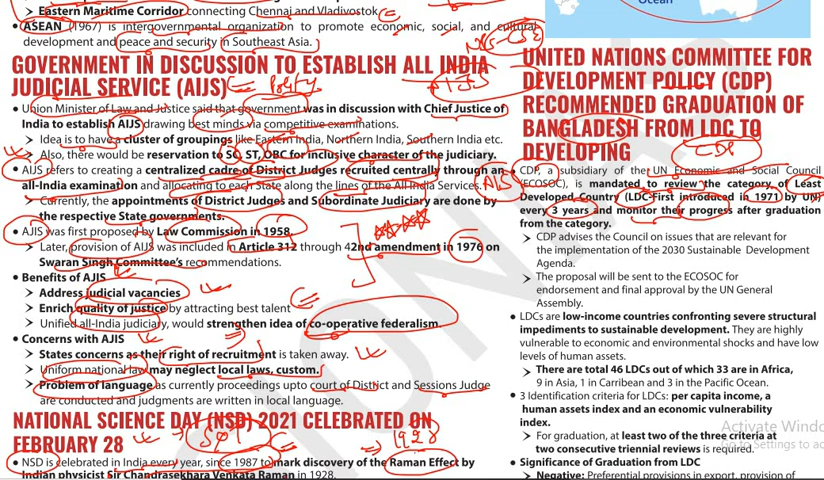 ➤ Eastern Maritime Corridor connecting Chennai and Vladivostok.
• ASEAN (1967) is intergovernmental organization to promote economic, social, and cultural
development and peace and security in Southeast Asia.
GOVERNMENT IN DISCUSSION TO ESTABLISH ALL INDIA
JUDICIAL SERVICE (AIJS)
• Union Minister of Law and Justice said that government was in discussion with Chief Justice of
India to establish AIJS drawing best minds via competitive examinations.
➤ Idea is to have a cluster of groupings like Eastern India, Northern India, Southern India etc.
➤ Also, there would be reservation to SC, ST, OBC for inclusive character of the judiciary.
• AIJS refers to creating a centralized cadre of District Judges recruited centrally through an
all-India examination and allocating to each State along the lines of the All India Services.
➤ Currently, the appointments of District Judges and Subordinate Judiciary are done by
the respective State governments.
• AIJS was first proposed by Law Commission in 1958.
➤ Later, provision of AIJS was included in Article 312 through 42nd amendment in 1976 on
Swaran Singh Committee's recommendations.
• Benefits of AJIS
➤ Address judicial vacancies
➤ Enrich quality of justice by attracting best talent
➤ Unified all-India judiciary, would strengthen idea of co-operative federalism.
• Concerns with AJIS
➤ States concerns as their right of recruitment is taken away.
➤ Uniform national law may neglect local laws, custom.
➤ Problem of language as currently proceedings upto court of District and Sessions Judge
are conducted and judgments are written in local language.
NATIONAL SCIENCE DAY (NSD) 2021 CELEBRATED ON
FEBRUARY 28
1928
• NSD is celebrated in India every year, since 1987 to mark discovery of the Raman Effect by
Indian physicist Sir Chandrasekhara Venkata Raman in 1928.
Ocean
UNITED NATIONS COMMITTEE FOR
DEVELOPMENT POLICY (CDP)
RECOMMENDED GRADUATION OF
BANGLADESH FROM LDC TO
DEVELOPING
CDP
• CDP, a subsidiary of the UN Economic and Social Council
(ECOSOC), is mandated to review the category of Least
Developed Country (LDC-First introduced in 1971 by UN)
every 3 years and monitor their progress after graduation
from the category.
➤ CDP advises the Council on issues that are relevant for
the implementation of the 2030 Sustainable Development
Agenda.
➤ The proposal will be sent to the ECOSOC for
endorsement and final approval by the UN General
Assembly.
• LDCs are low-income countries confronting severe structural
impediments to sustainable development. They are highly
vulnerable to economic and environmental shocks and have low
levels of human assets.
➤ There are total 46 LDCs out of which 33 are in Africa,
9 in Asia, 1 in Carribean and 3 in the Pacific Ocean.
• 3 Identification criteria for LDCs: per capita income, a
human assets index and an economic vulnerability
index.
➤ For graduation, at least two of the three criteria at
two consecutive triennial reviews is required.
• Significance of Graduation from LDC
➤ Negative: Preferential provisions in export, provision of
Activate Windo
Go to Settings to ac